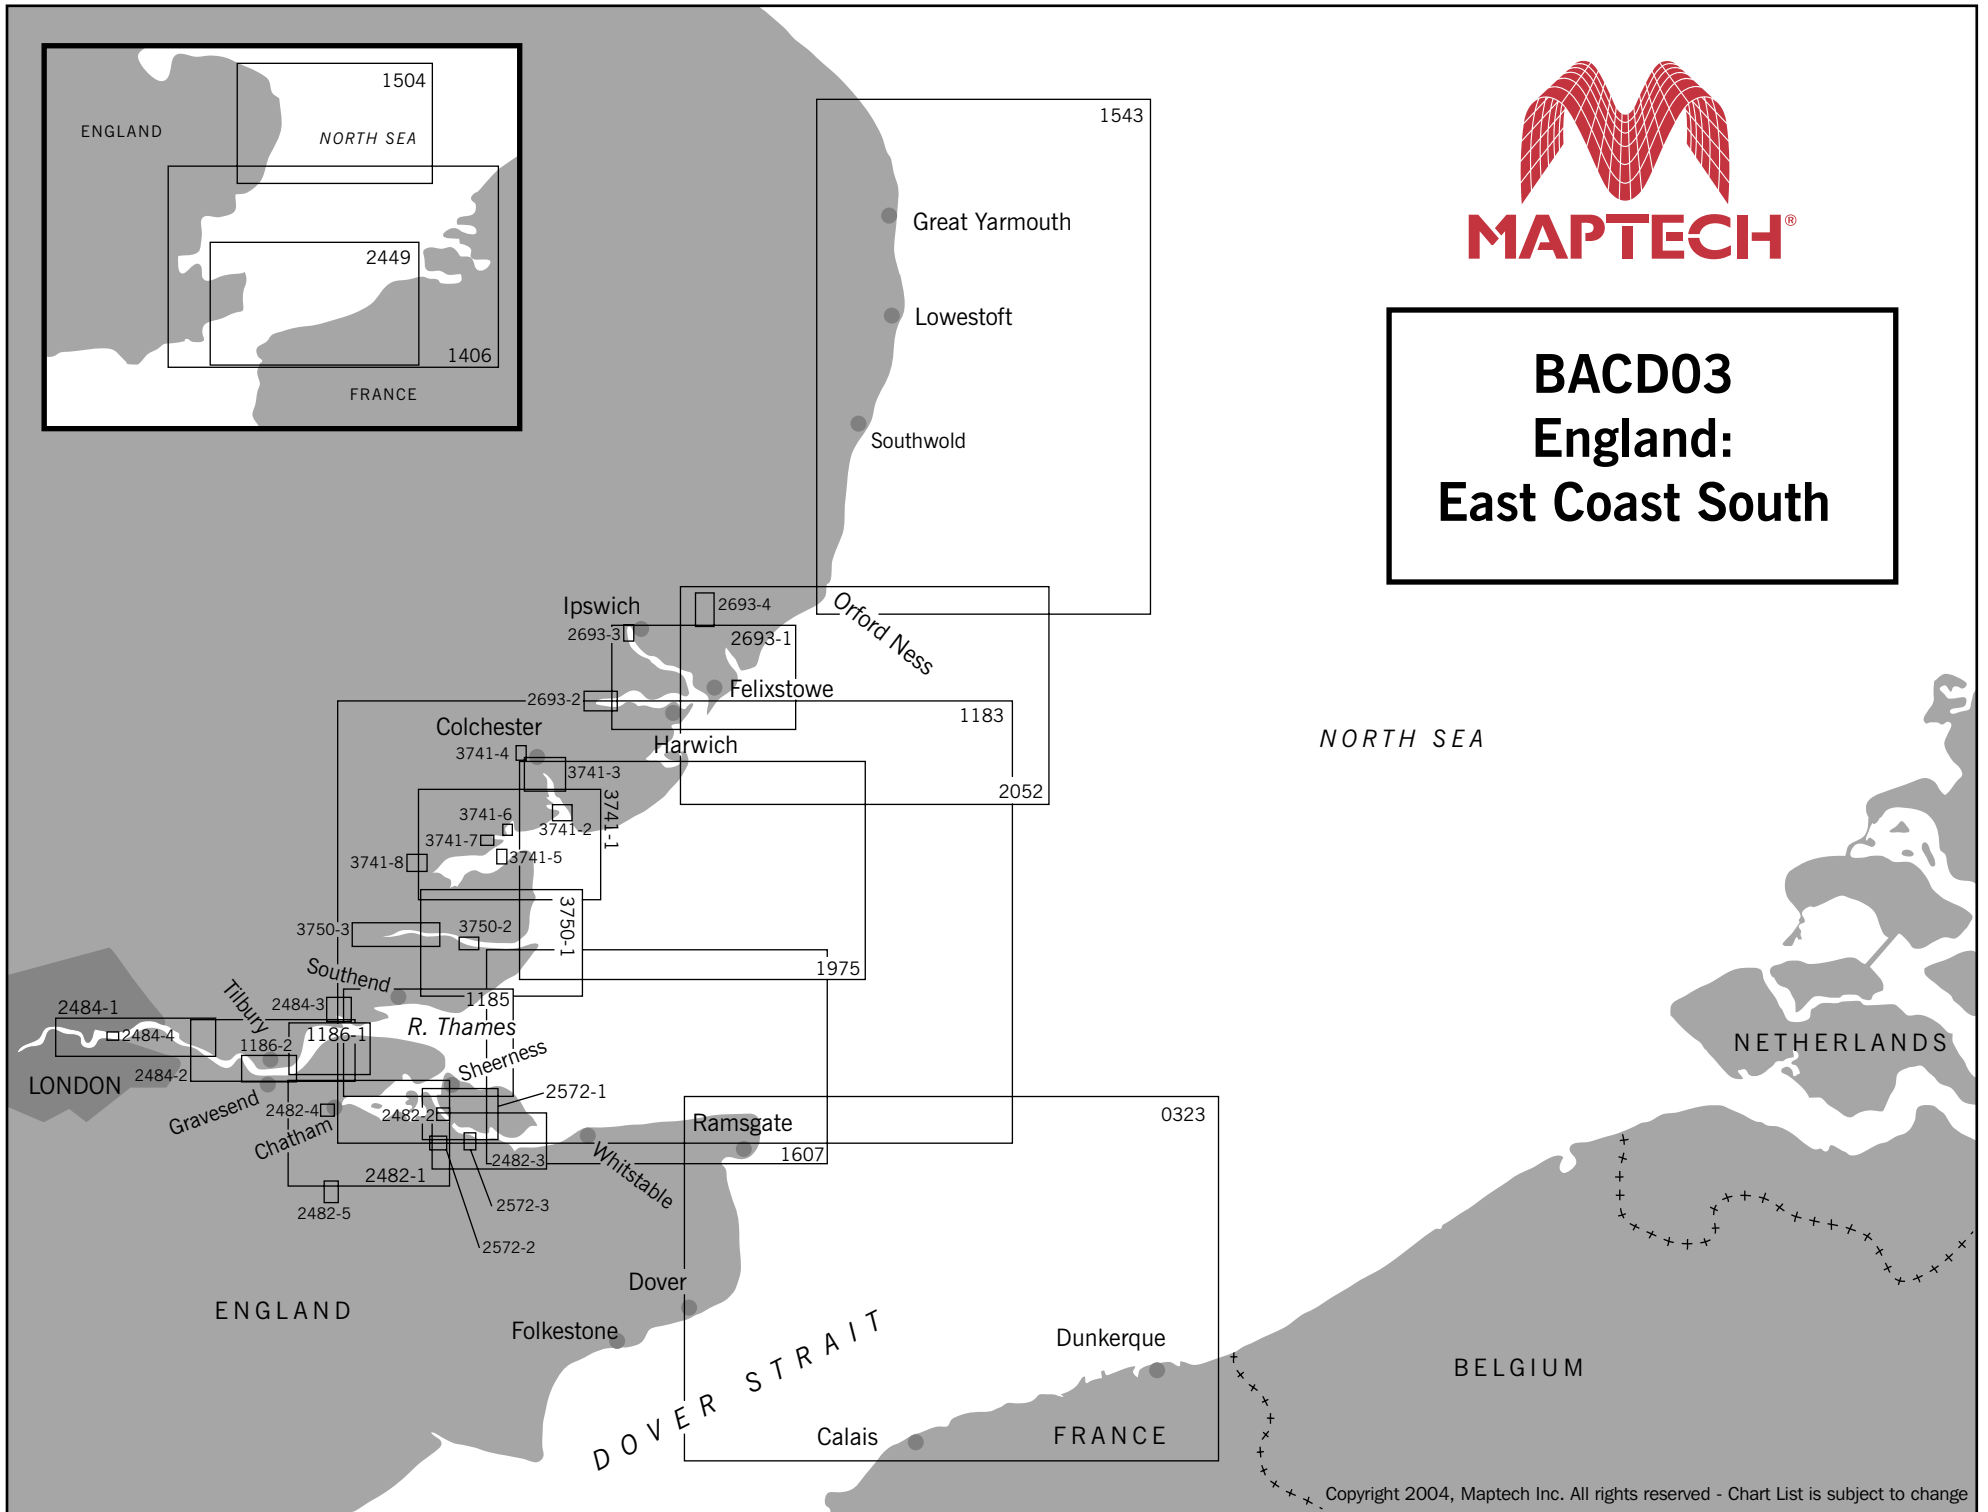 1504
ENGLAND
NORTH SEA
2449
1406
FRANCE
1543
MAPTECH®
BACD03
England:
East Coast South
Great Yarmouth
Lowestoft
Southwold
Orford Ness
Ipswich
2693-4
2693-3
2693-1
Felixstowe
2693-2
1183
Colchester
Harwich
NORTH SEA
3741-4
3741-3
2052
3741-1
3741-6
3741-2
3741-7
3741-5
3741-8
3750-3
3750-2
3750-1
1975
Southend
Tilbury
2484-3
1185
2484-1
R. Thames
2484-4
1186-1
1186-2
2484-2
Sheerness
LONDON
NETHERLANDS
2572-1
Gravesend
2482-4
2482-2
Chatham
Ramsgate
0323
1607
2482-3
Whitstable
2482-1
2482-5
2572-3
2572-2
Dover
ENGLAND
Folkestone
DOVER STRAIT
Dunkerque
BELGIUM
Calais
FRANCE
Copyright 2004, Maptech Inc. All rights reserved - Chart List is subject to change